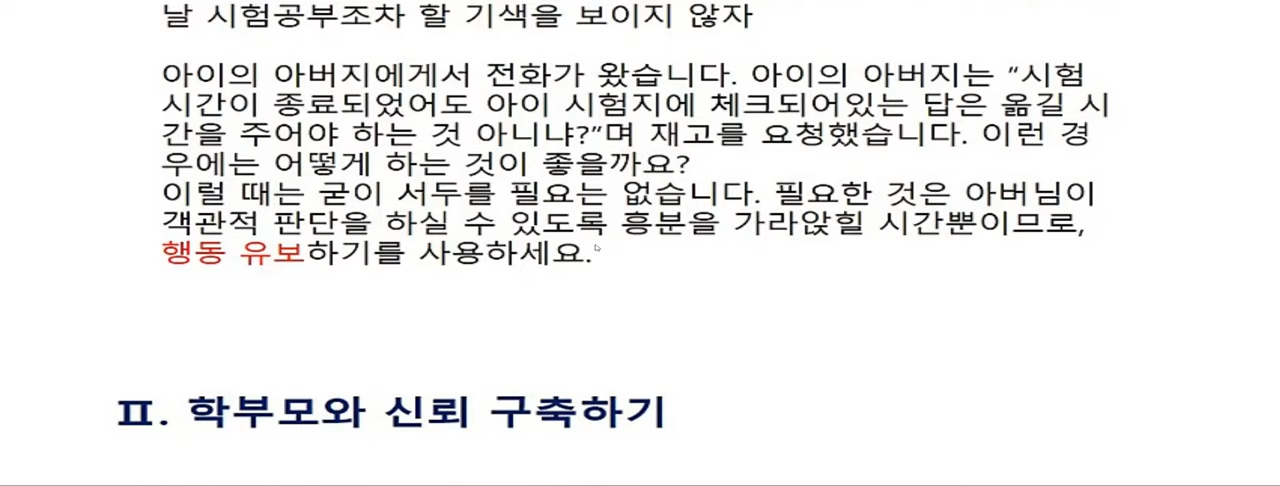 날 시험공부조차 할 기색을 보이지 않자
아이의 아버지에게서 전화가 왔습니다. 아이의 아버지는 “시험
시간이 종료되었어도 아이 시험지에 체크되어있는 답은 옮길 시
간을 주어야 하는 것 아니냐?”며 재고를 요청했습니다. 이런 경
우에는 어떻게 하는 것이 좋을까요?
이럴 때는 굳이 서두를 필요는 없습니다. 필요한 것은 아버님이
객관적 판단을 하실 수 있도록 흥분을 가라앉힐 시간뿐이므로,
행동 유보하기를 사용하세요.
Ⅱ. 학부모와 신뢰 구축하기